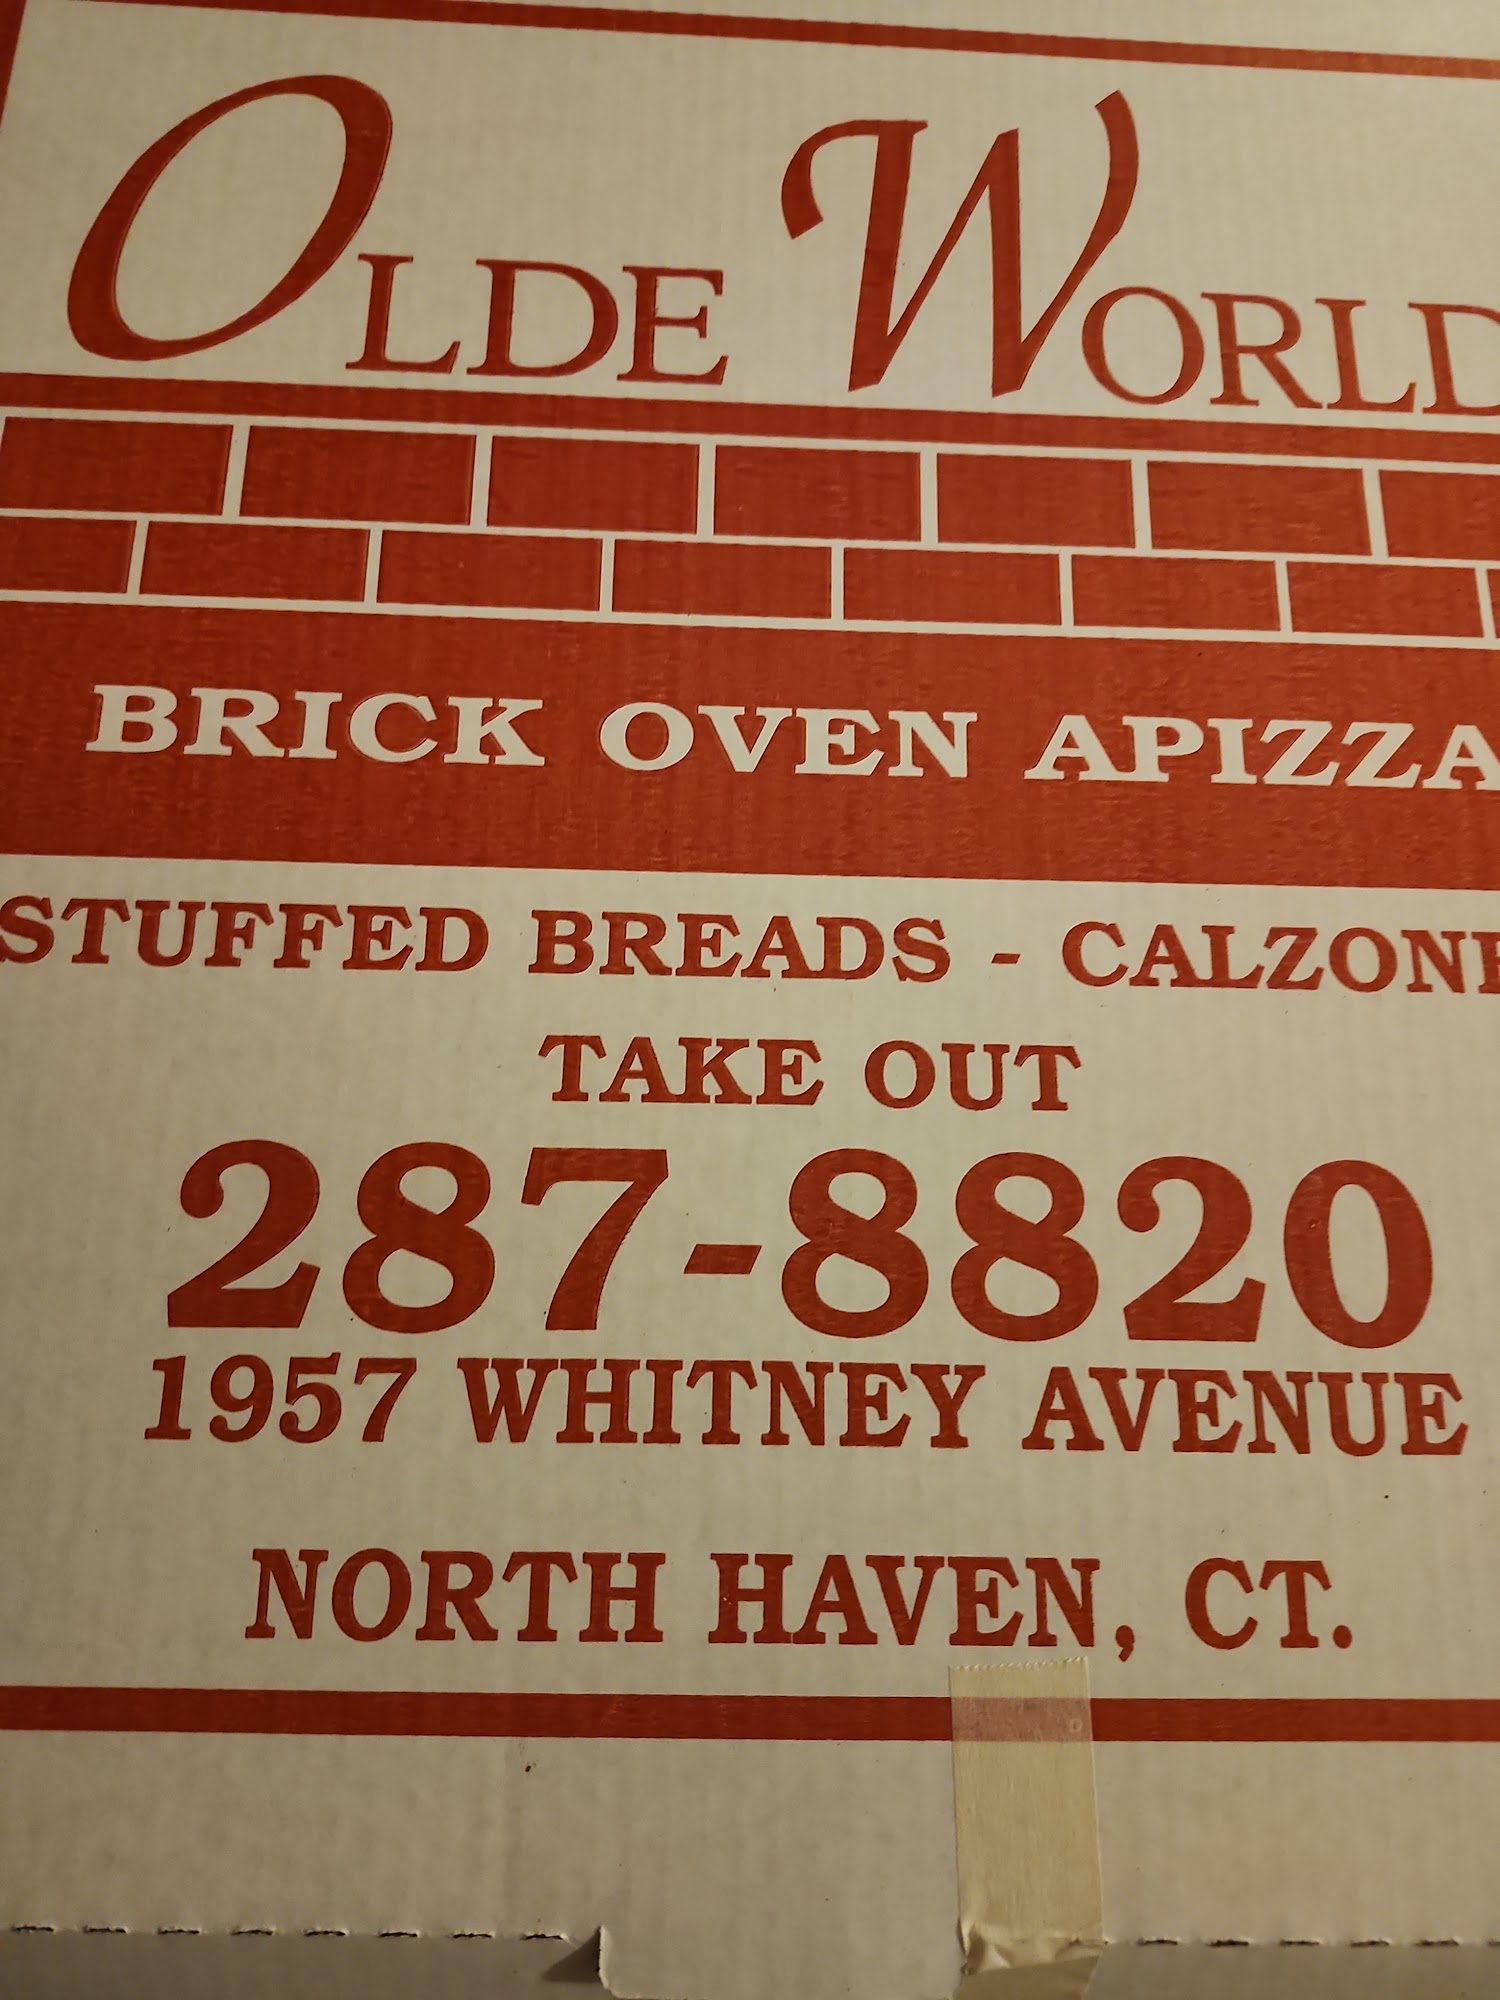 OLDE WORLD
BRICK OVEN APIZZA
STUFFED BREADS - CALZONE
TAKE OUT
287-8820
1957 WHITNEY AVENUE
NORTH HAVEN, CT.